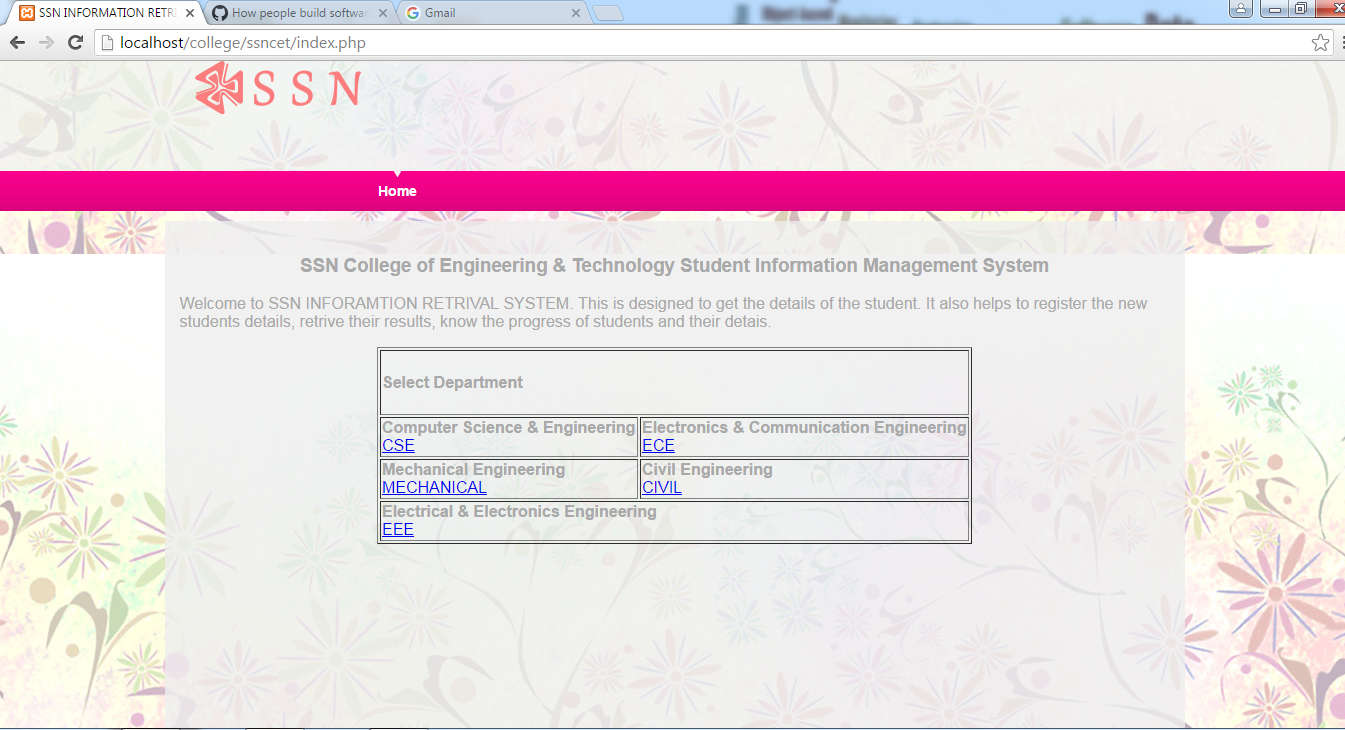 SSN INFORMATION RETRI
How people build softwar
Gmail
localhost/college/ssncet/index.php
SSN
Home
SSN College of Engineering & Technology Student Information Management System
Welcome to SSN INFORAMTION RETRIVAL SYSTEM. This is designed to get the details of the student. It also helps to register the new
students details, retrive their results, know the progress of students and their detais.
Select Department
Computer Science & Engineering
CSE
Electronics & Communication Engineering
ECE
Mechanical Engineering
MECHANICAL
Civil Engineering
CIVIL
Electrical & Electronics Engineering
EEE